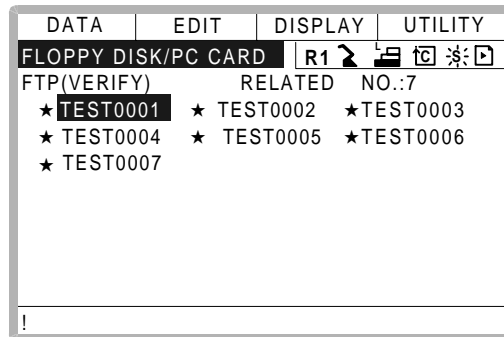 DATA EDIT DISPLAY UTILITY
FLOPPY DISK/PC CARD R1 C S
FTP(VERIFY) RELATED NO.:7
★TEST0001 ★ TEST0002 ★TEST0003
★ TEST0004 ★ TEST0005 ★TEST0006
★ TEST0007
!